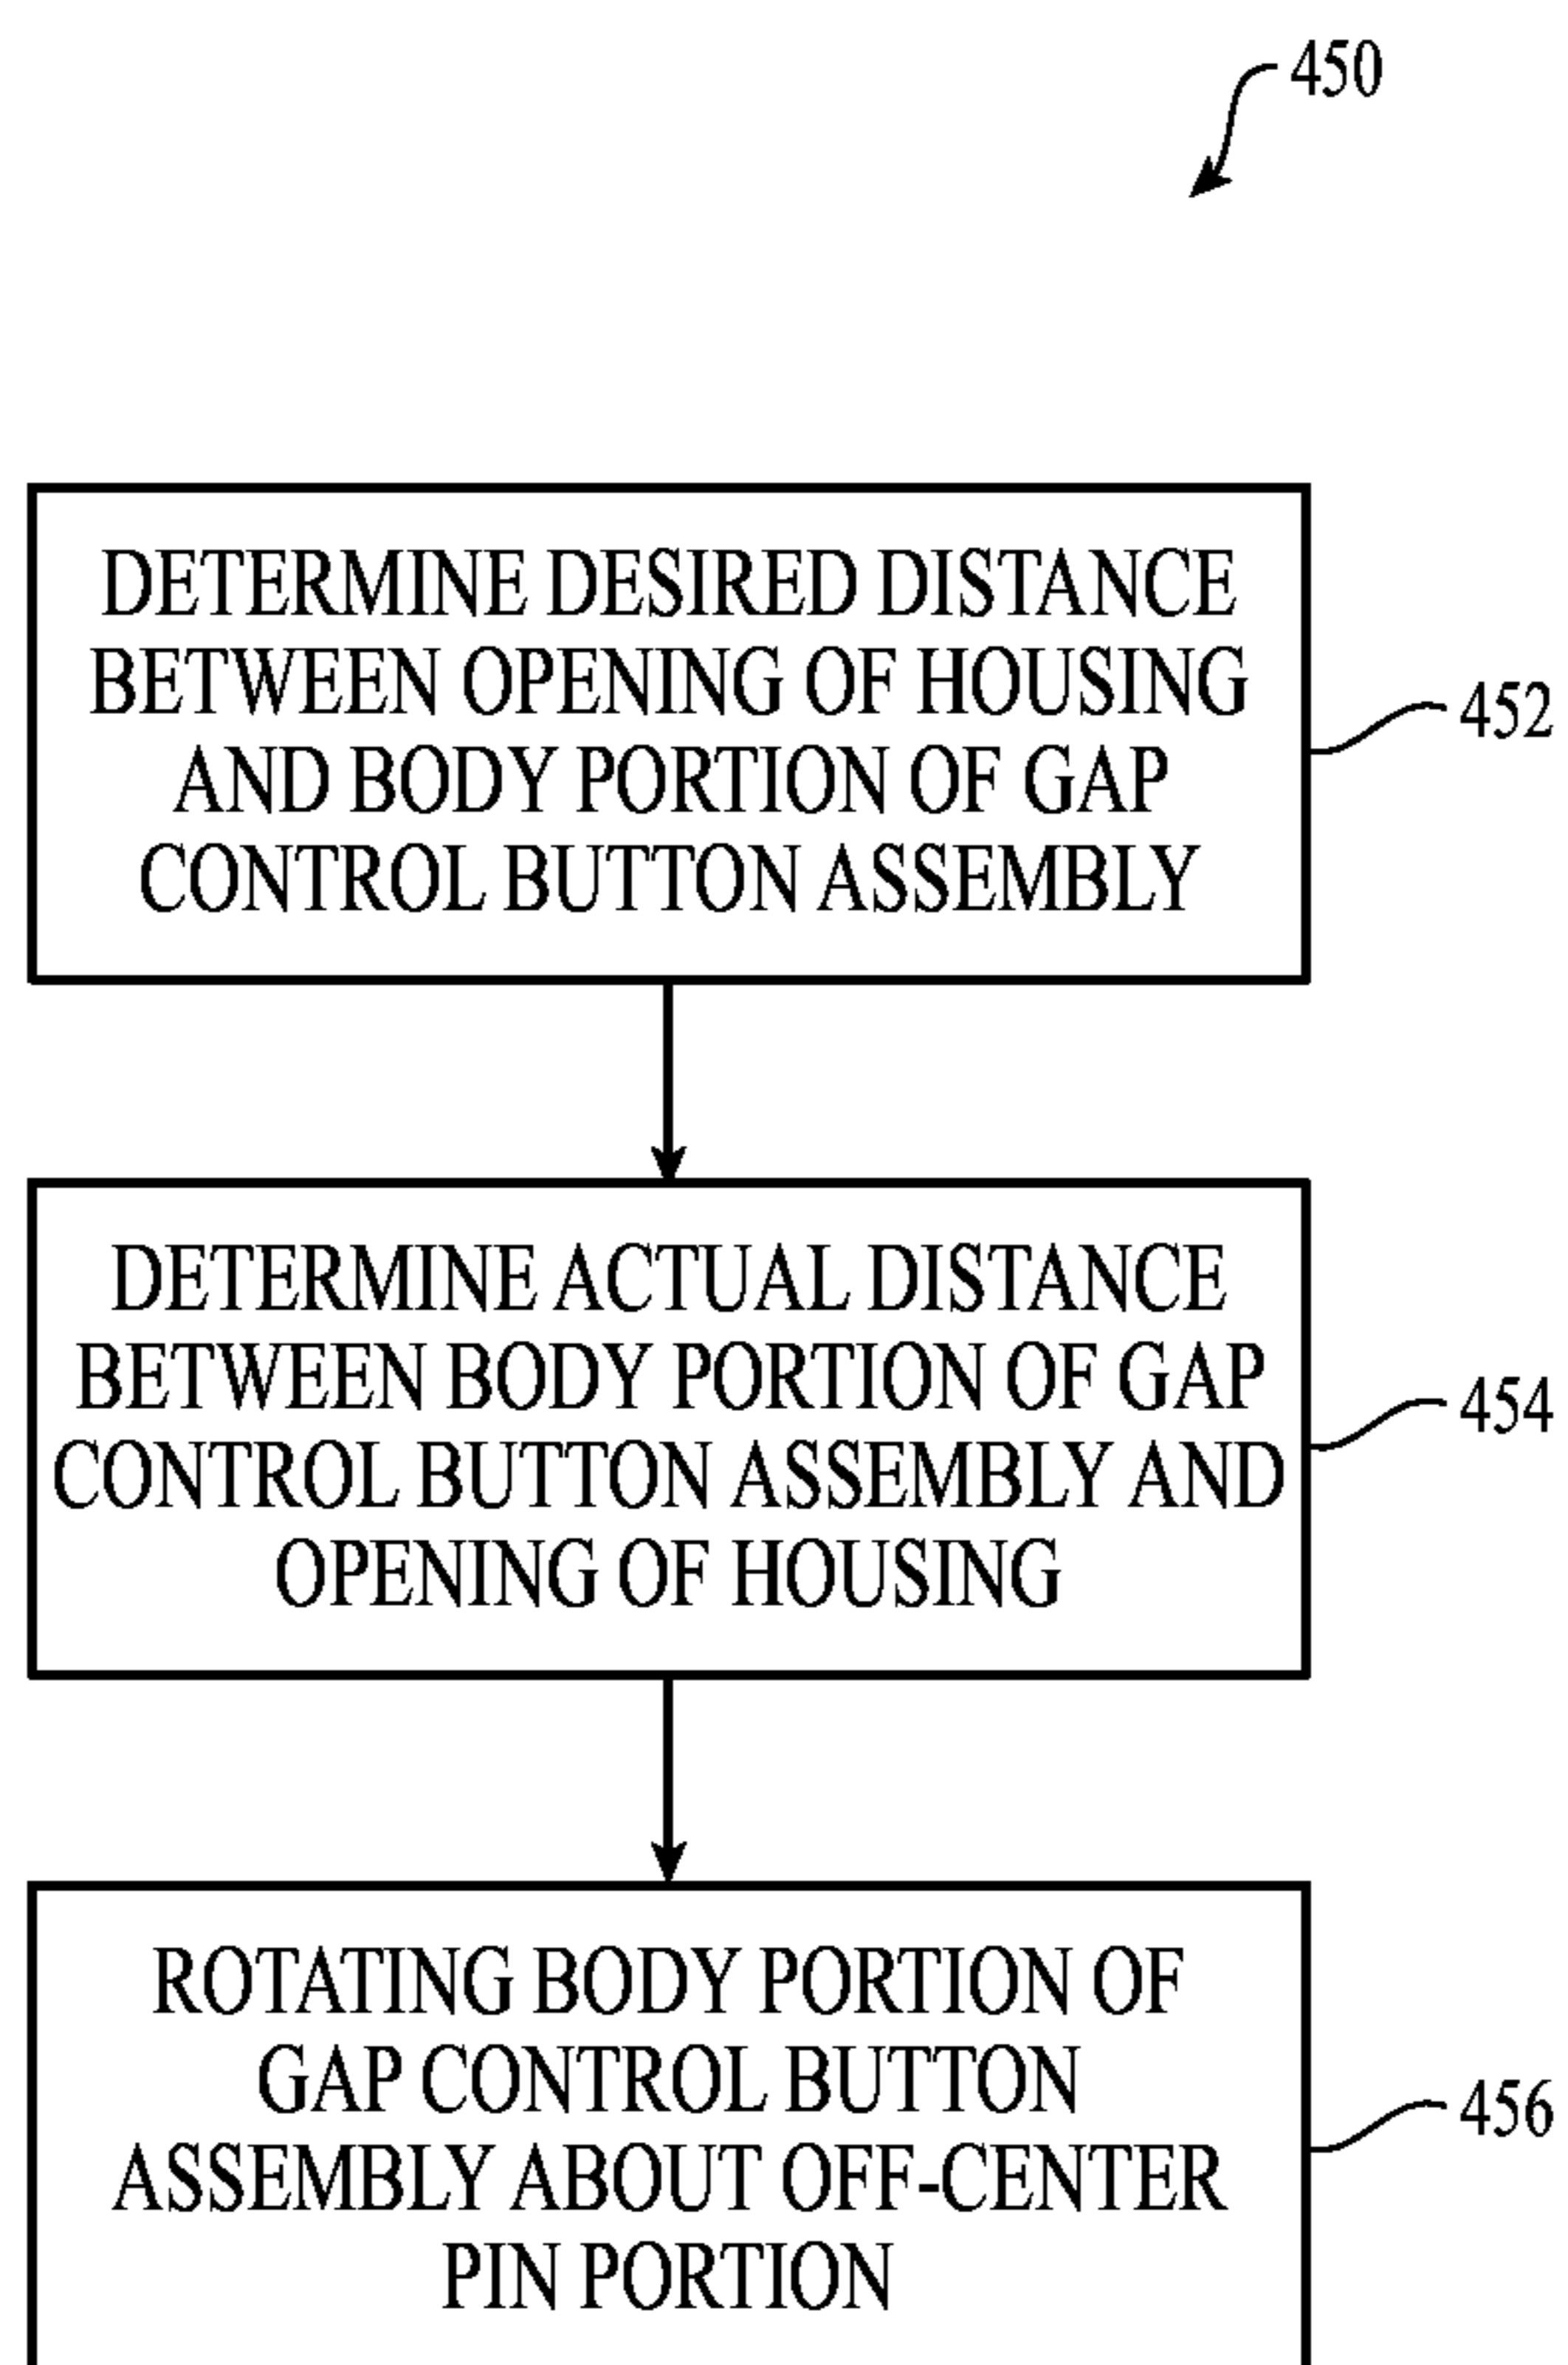 450
DETERMINE DESIRED DISTANCE
BETWEEN OPENING OF HOUSING
AND BODY PORTION OF GAP
CONTROL BUTTON ASSEMBLY
452
DETERMINE ACTUAL DISTANCE
BETWEEN BODY PORTION OF GAP
CONTROL BUTTON ASSEMBLY AND
OPENING OF HOUSING
454
ROTATING BODY PORTION OF
GAP CONTROL BUTTON
ASSEMBLY ABOUT OFF-CENTER
PIN PORTION
456